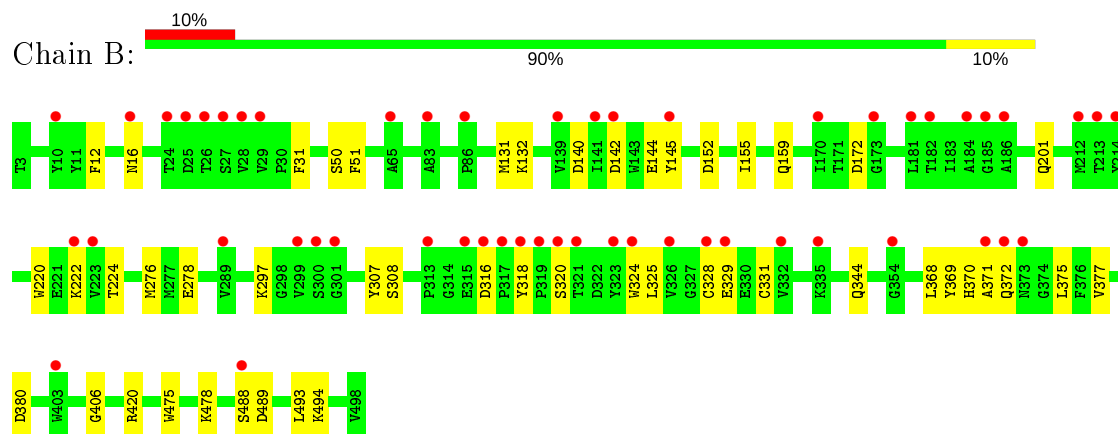 10%
Chain B:
90% 10%
T3 Y10 Y11 F12 N16 T24 D25 T26 S27 V28 V29 P30 F31 S50 F51 A65 A83 P86 M131 K132 V139 D140 I141 D142 W143 E144 Y145 D152 I155 Q159 I170 T171 D172 G173 L181 T182 I183 A184 G185 A186 Q201 M212 T213 Y214
W220 E221 K222 V223 T224 M276 M277 E278 V289 K297 G298 V299 S300 G301 Y307 S308 P313 G314 E315 D316 P317 Y318 P319 S320 T321 D322 Y323 W324 L325 V326 G327 C328 E329 E330 C331 V332 K335 Q344 G354 L368 Y369 H370 A371 Q372 N373 G374 L375 F376 V377
D380 W403 G406 R420 W475 K478 S488 D489 L493 K494 V498